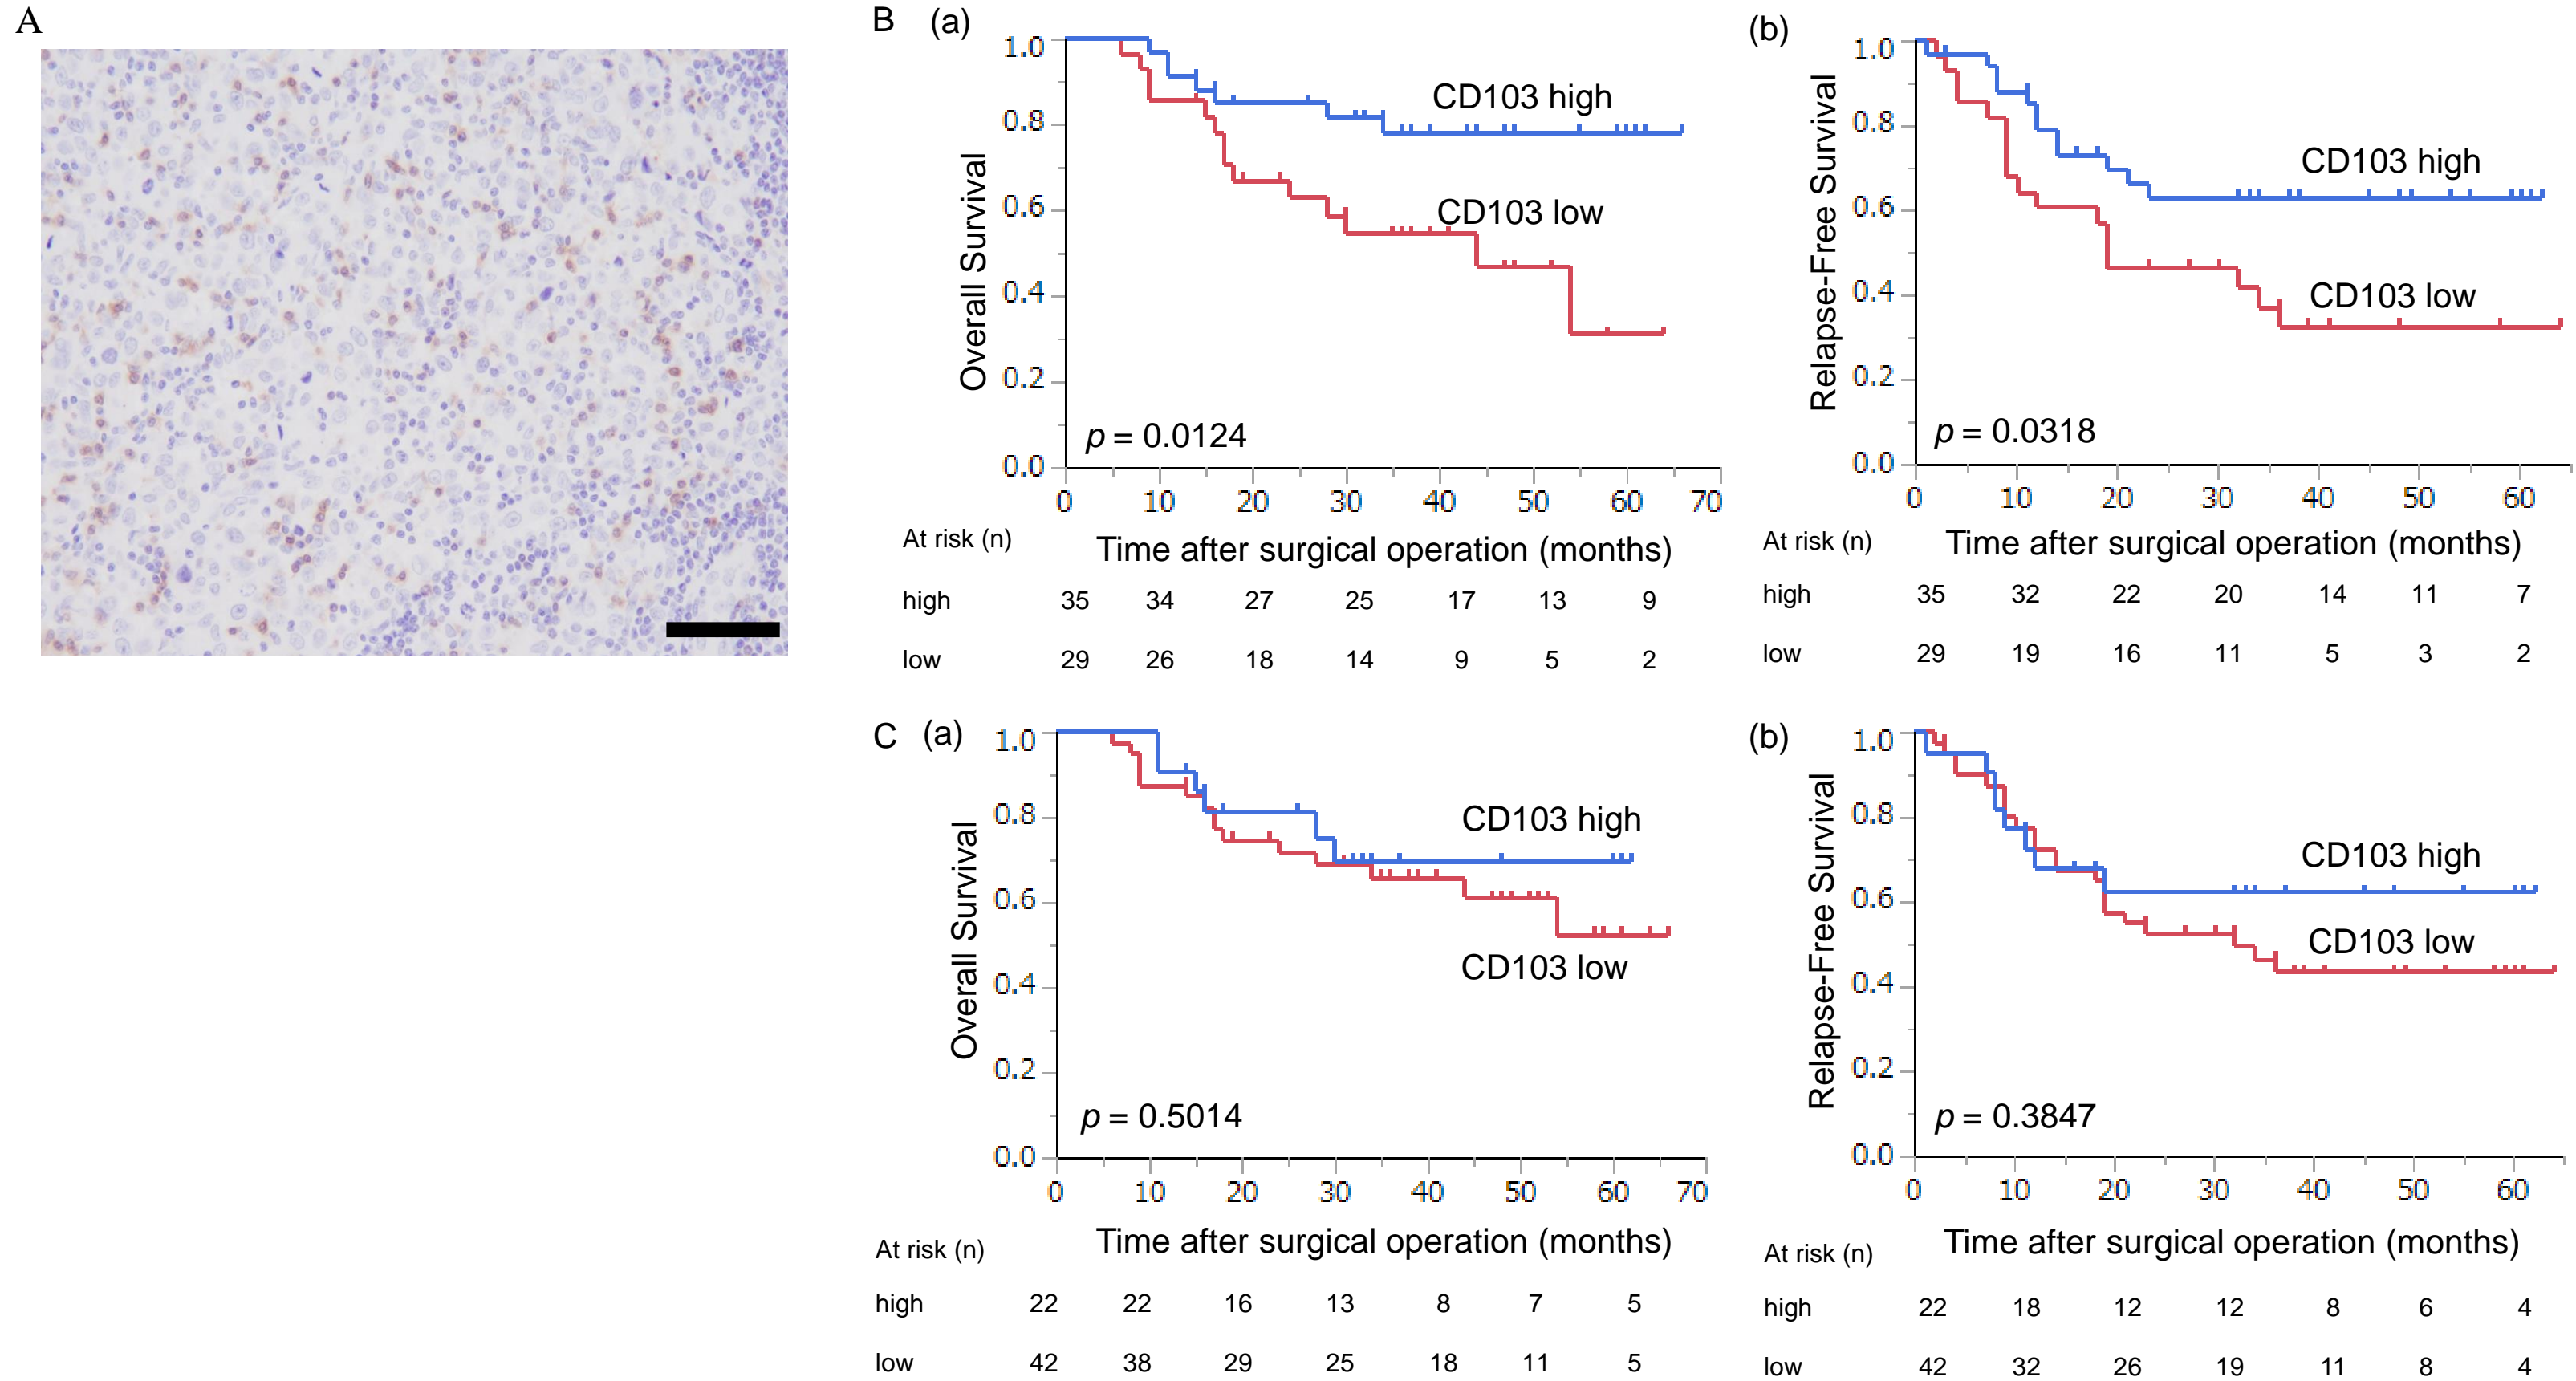 A
B (a)
1.0
0.8
0.6
0.4
0.2
0.0
Overall Survival
CD103 high
CD103 low
p = 0.0124
0 10 20 30 40 50 60 70
Time after surgical operation (months)
At risk (n)
high 35 34 27 25 17 13 9
low 29 26 18 14 9 5 2
(b)
1.0
0.8
0.6
0.4
0.2
0.0
Relapse-Free Survival
CD103 high
CD103 low
p = 0.0318
0 10 20 30 40 50 60
Time after surgical operation (months)
At risk (n)
high 35 32 22 20 14 11 7
low 29 19 16 11 5 3 2
C (a)
1.0
0.8
0.6
0.4
0.2
0.0
Overall Survival
CD103 high
CD103 low
p = 0.5014
0 10 20 30 40 50 60 70
Time after surgical operation (months)
At risk (n)
high 22 22 16 13 8 7 5
low 42 38 29 25 18 11 5
(b)
1.0
0.8
0.6
0.4
0.2
0.0
Relapse-Free Survival
CD103 high
CD103 low
p = 0.3847
0 10 20 30 40 50 60
Time after surgical operation (months)
At risk (n)
high 22 18 12 12 8 6 4
low 42 32 26 19 11 8 4